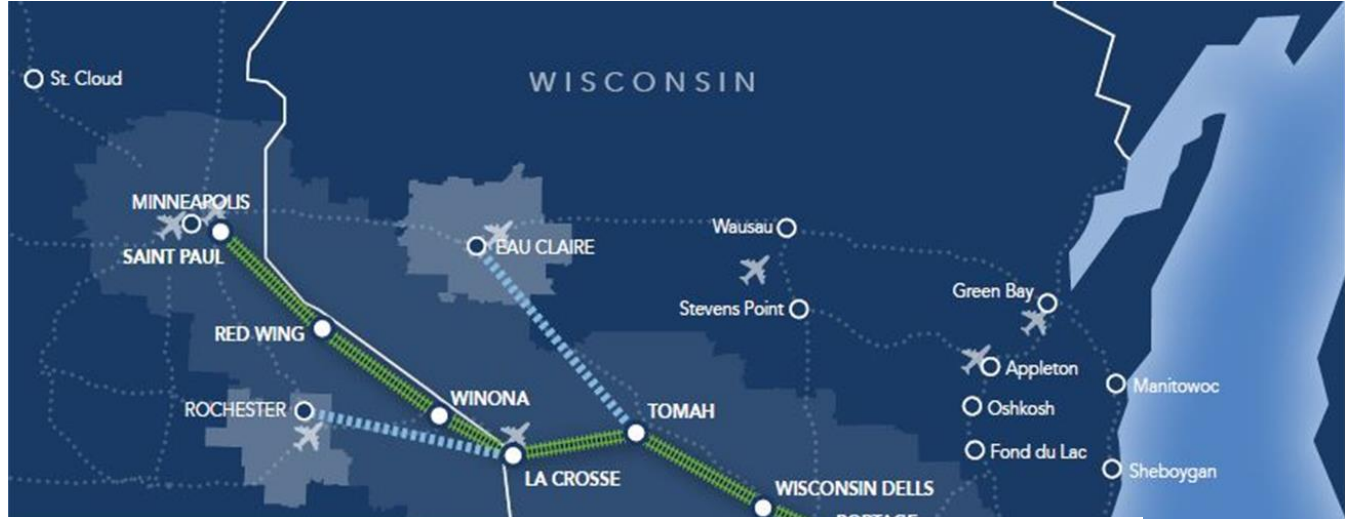 WISCONSIN
St. Cloud
MINNEAPOLIS
SAINT PAUL
EAU CLAIRE
Wausau
Green Bay
Stevens Point
RED WING
Appleton
Manitowoc
ROCHESTER
WINONA
TOMAH
Oshkosh
Fond du Lac
LA CROSSE
Sheboygan
WISCONSIN DELLS
PORTAGE